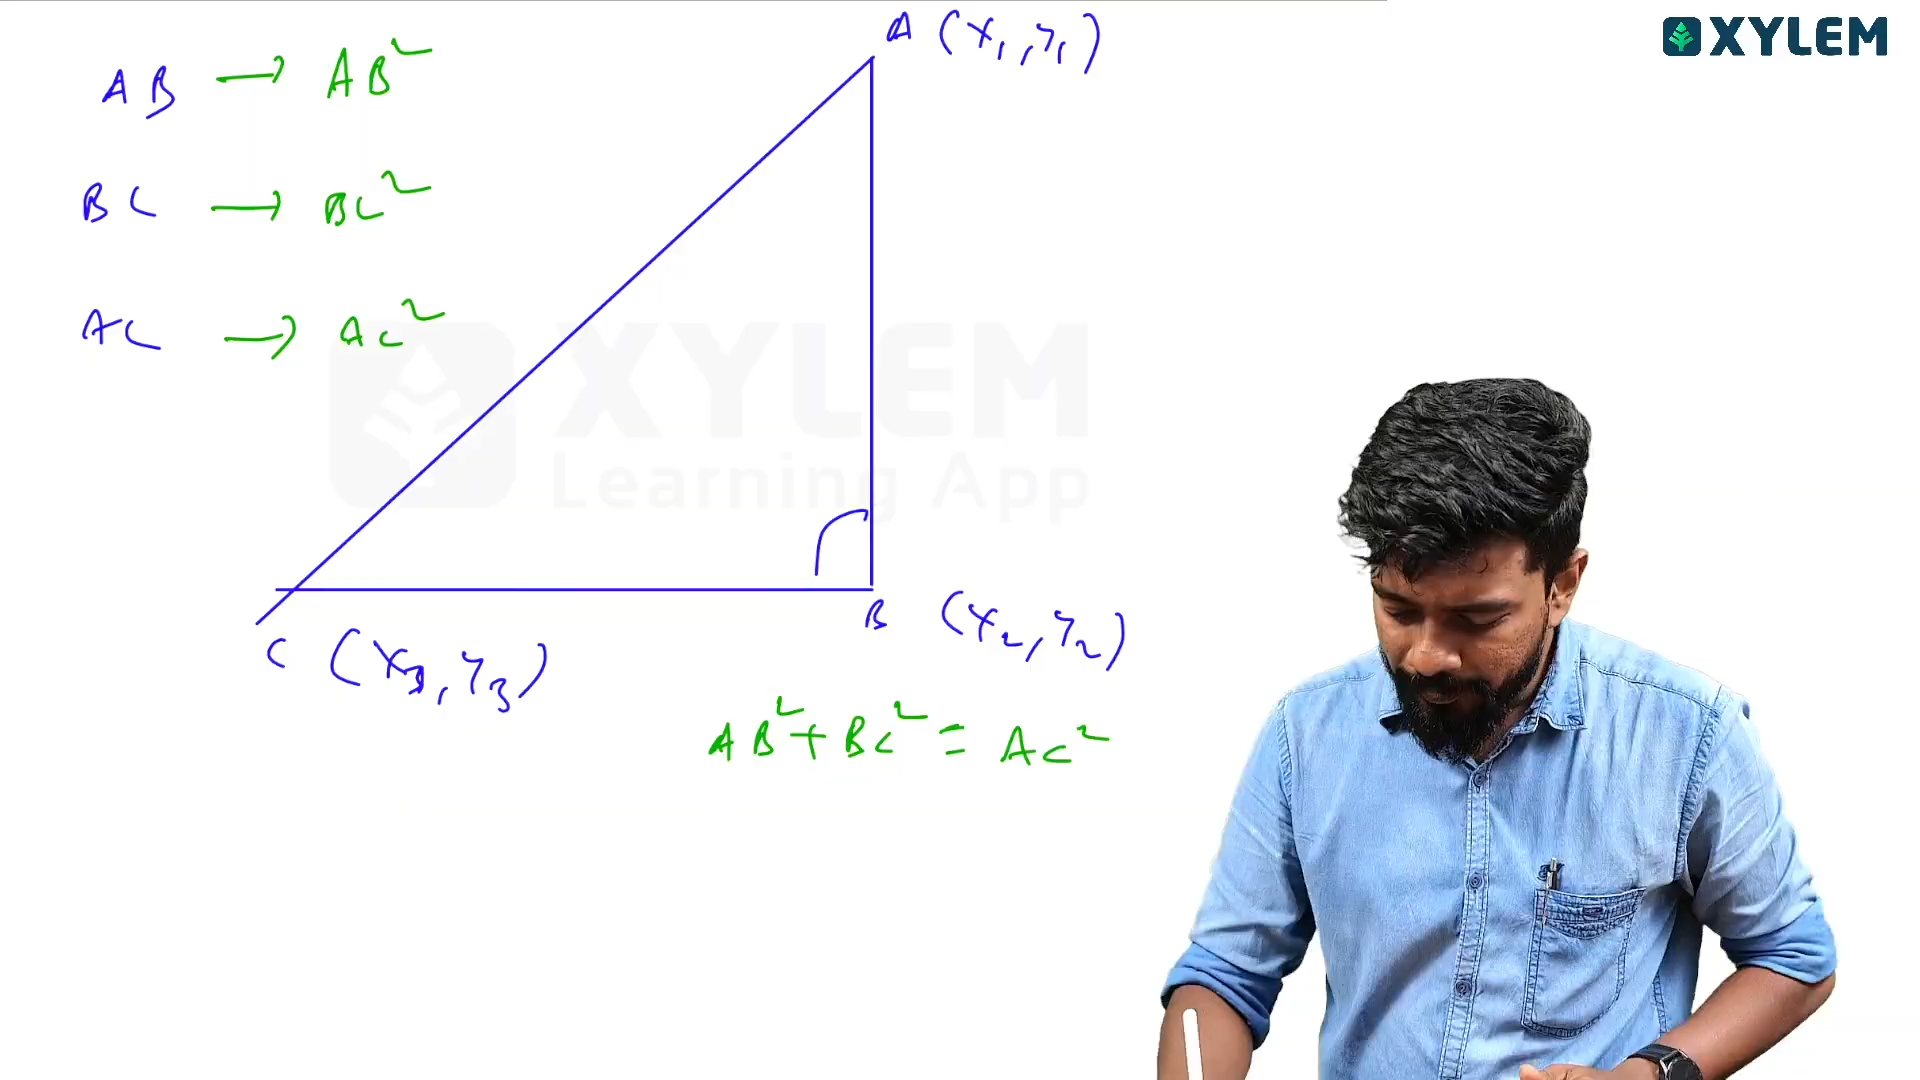 XYLEM
A (x₁, y₁)
AB → AB²
BC → BC²
AC → AC²
XYLEM
Learning App
B (x₂, y₂)
C (x₃, y₃)
AB² + BC² = AC²